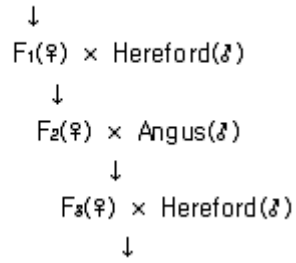 ↓
F₁(♀) × Hereford(♂)
↓
F₂(♀) × Angus(♂)
↓
F₃(♀) × Hereford(♂)
↓